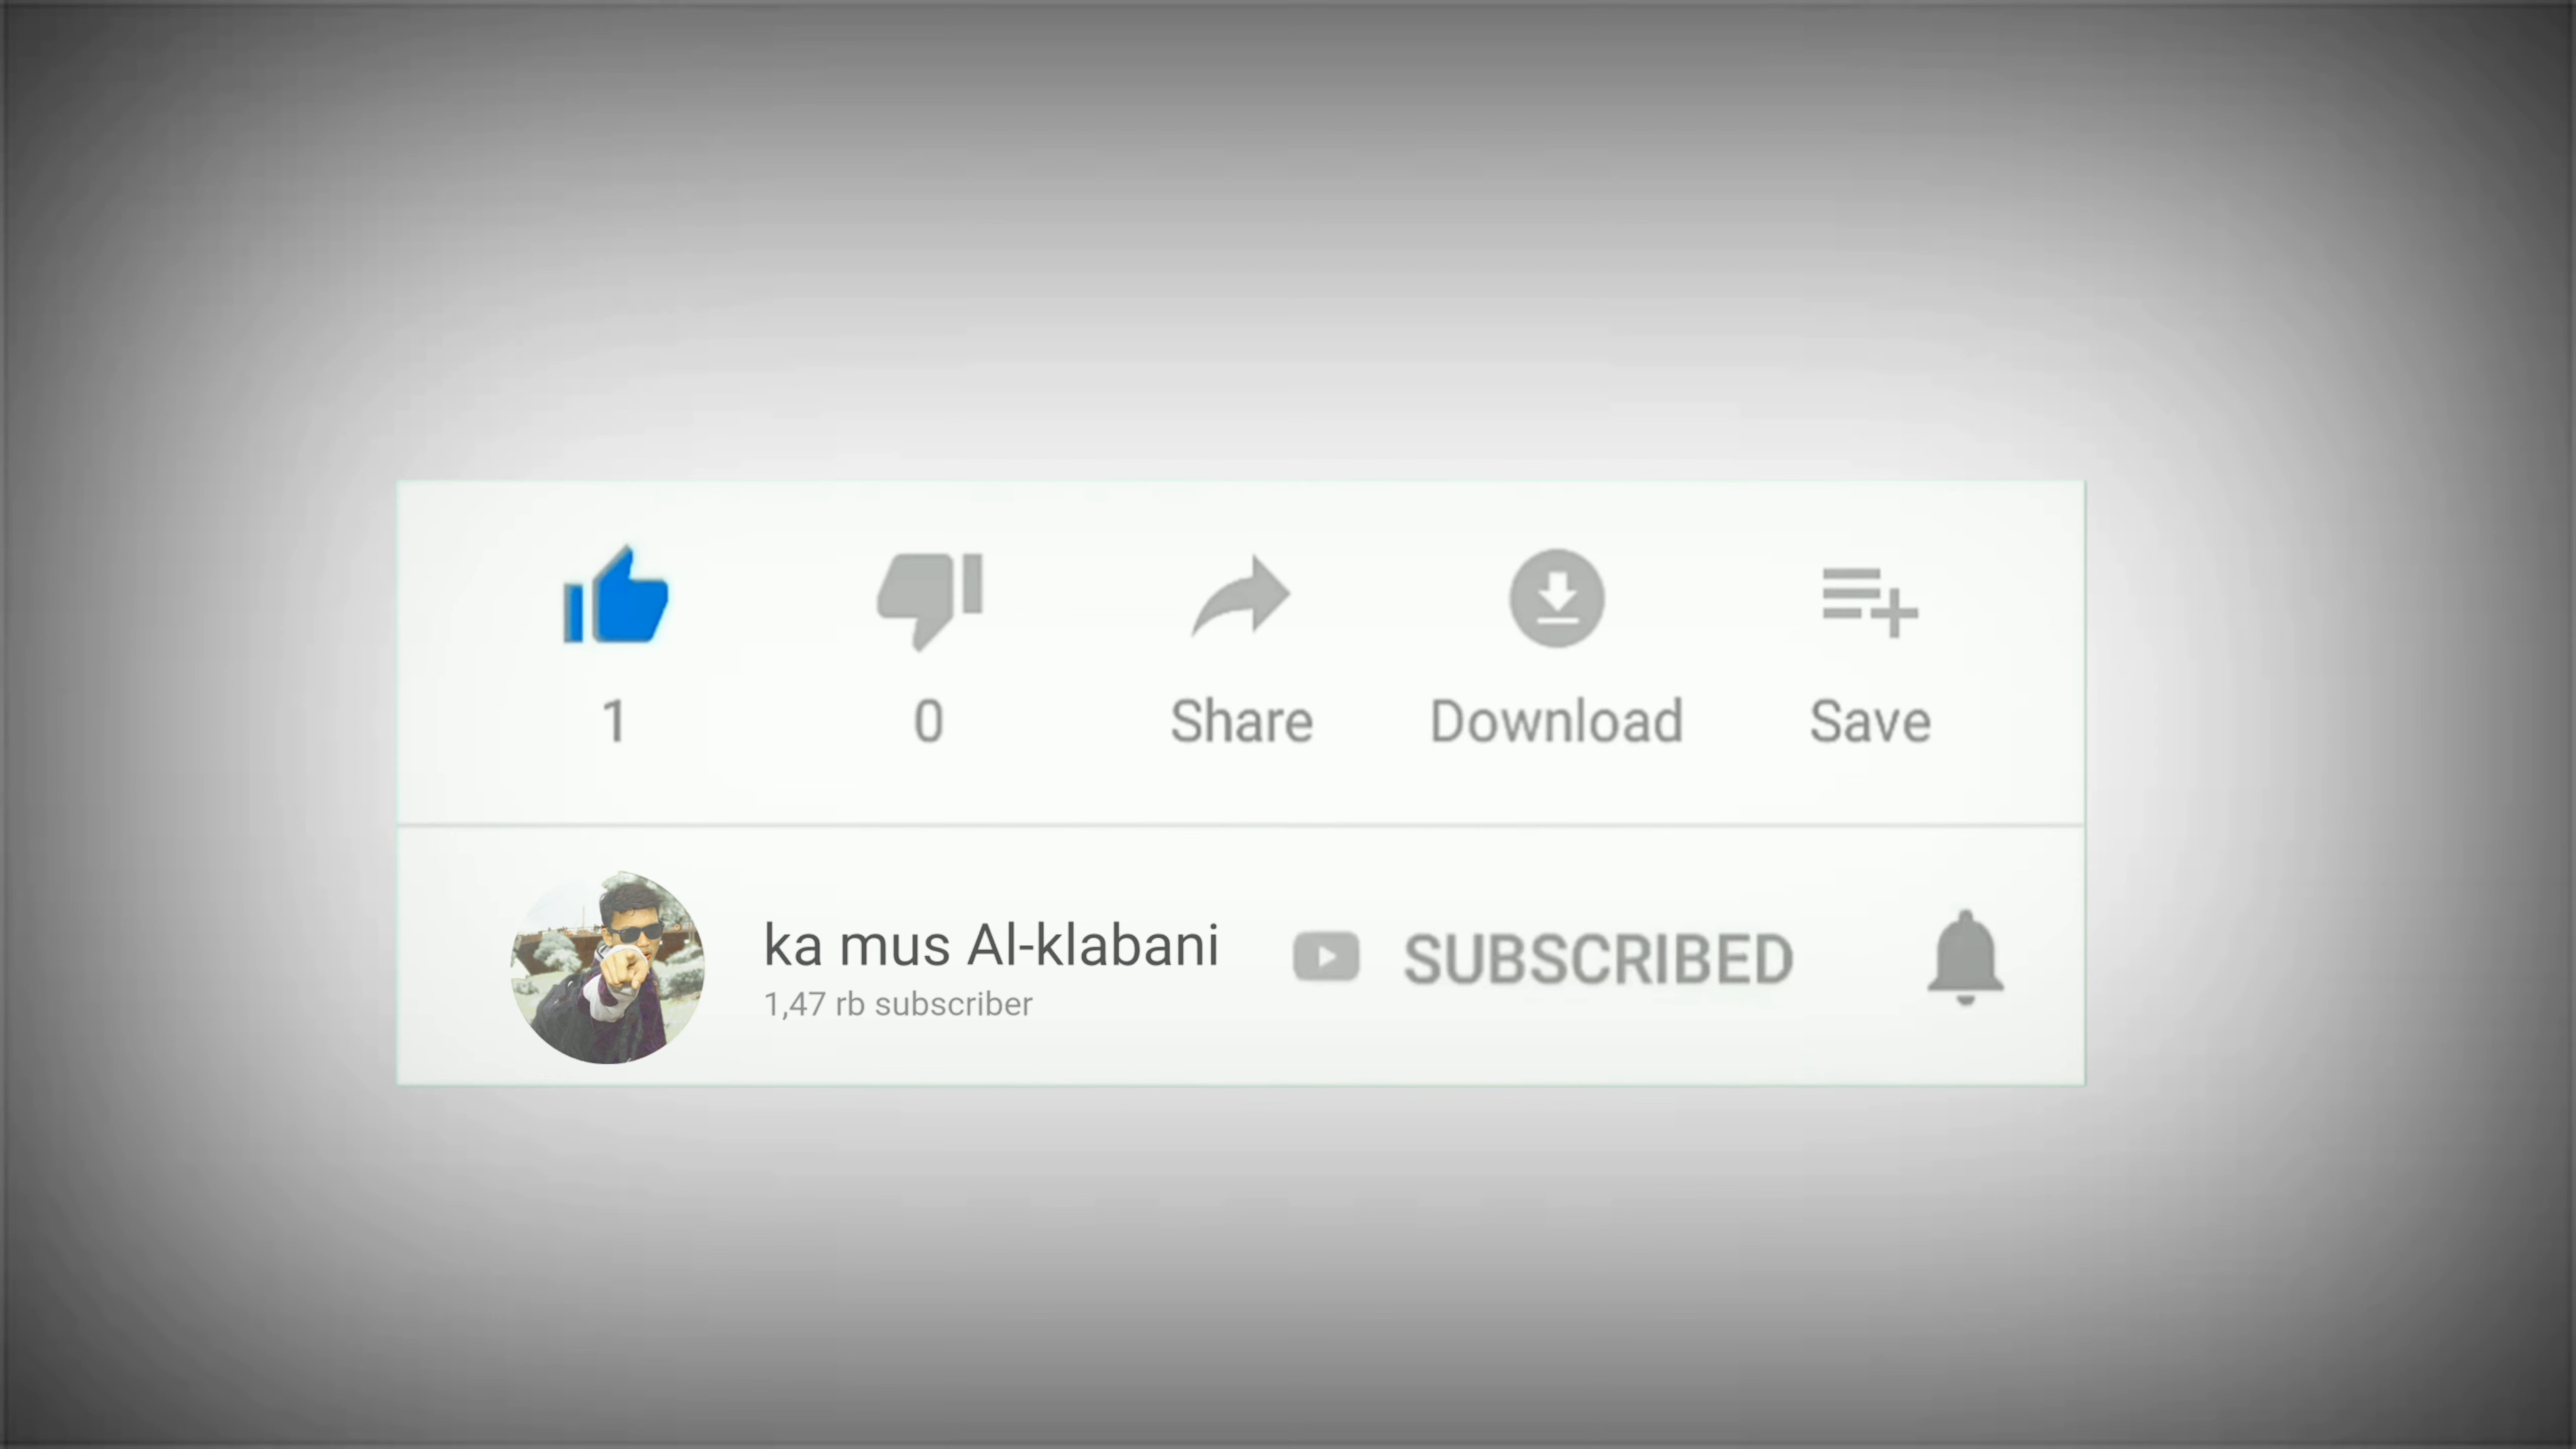 1
0
Share
Download
Save
ka mus Al-klabani
SUBSCRIBED
1,47 rb subscriber